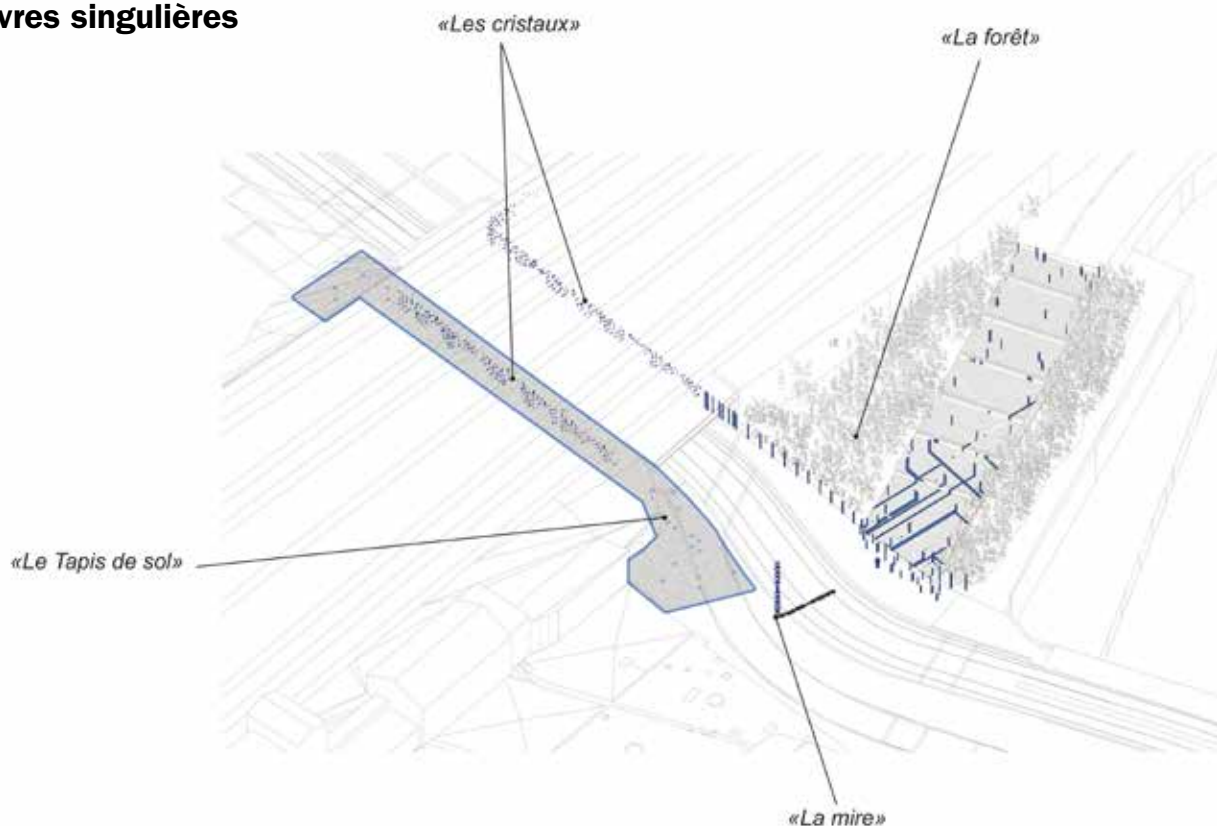 vres singulières
«Les cristaux»
«La forêt»
«Le Tapis de sol»
«La mire»